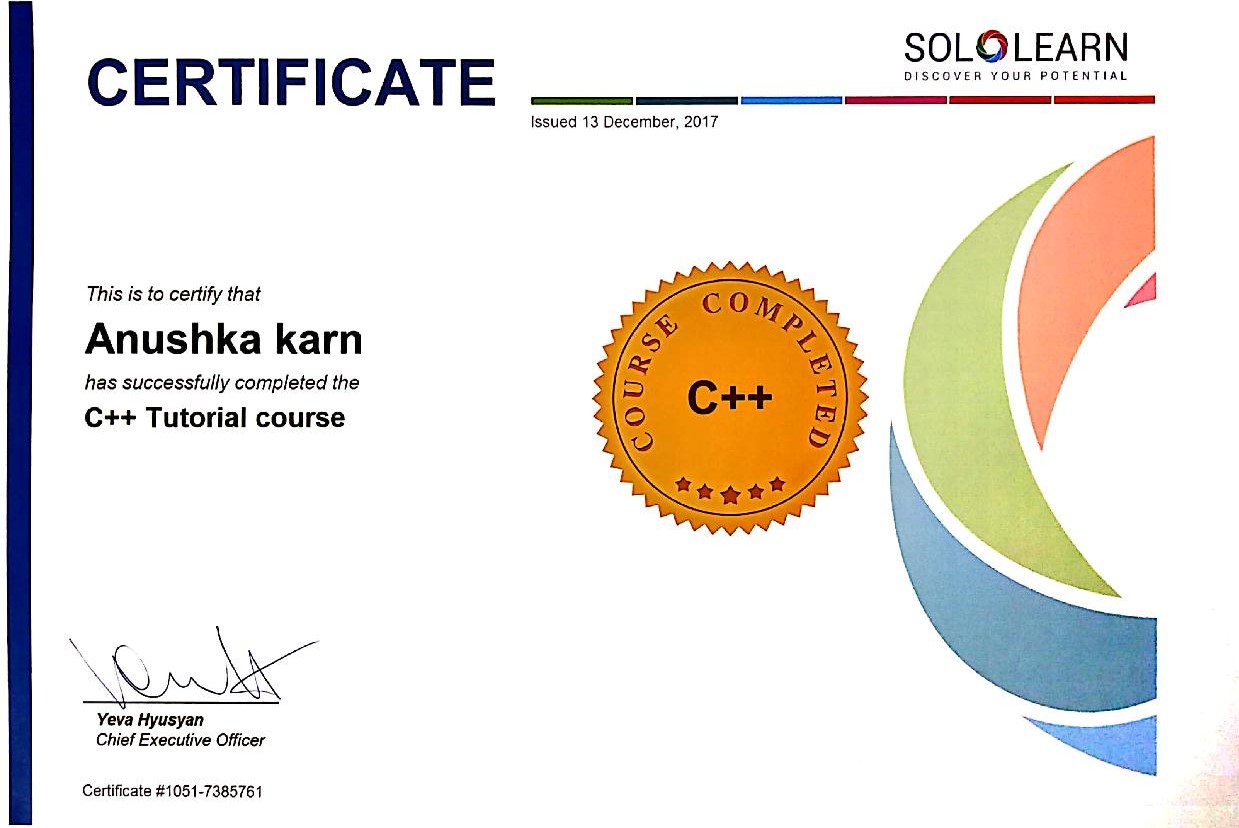 CERTIFICATE
SOLOLEARN
DISCOVER YOUR POTENTIAL
Issued 13 December, 2017
This is to certify that
Anushka karn
has successfully completed the
C++ Tutorial course
COURSE COMPLETED
C++
Yeva Hyusyan
Chief Executive Officer
Certificate #1051-7385761